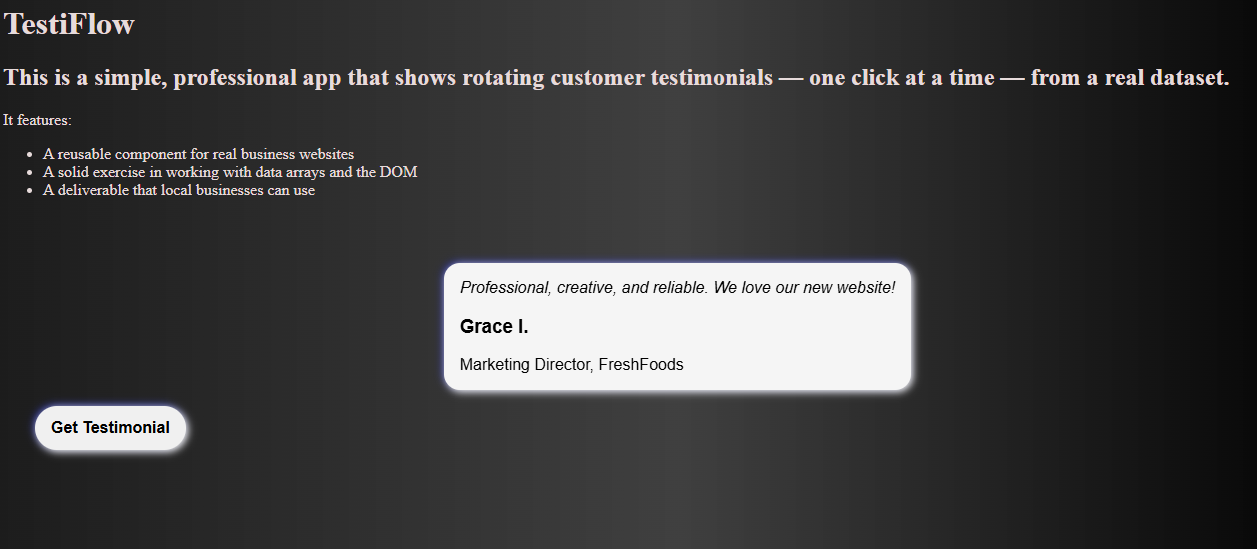 TestiFlow
This is a simple, professional app that shows rotating customer testimonials — one click at a time — from a real dataset.
It features:
A reusable component for real business websites
A solid exercise in working with data arrays and the DOM
A deliverable that local businesses can use
Professional, creative, and reliable. We love our new website!
Grace I.
Marketing Director, FreshFoods
Get Testimonial